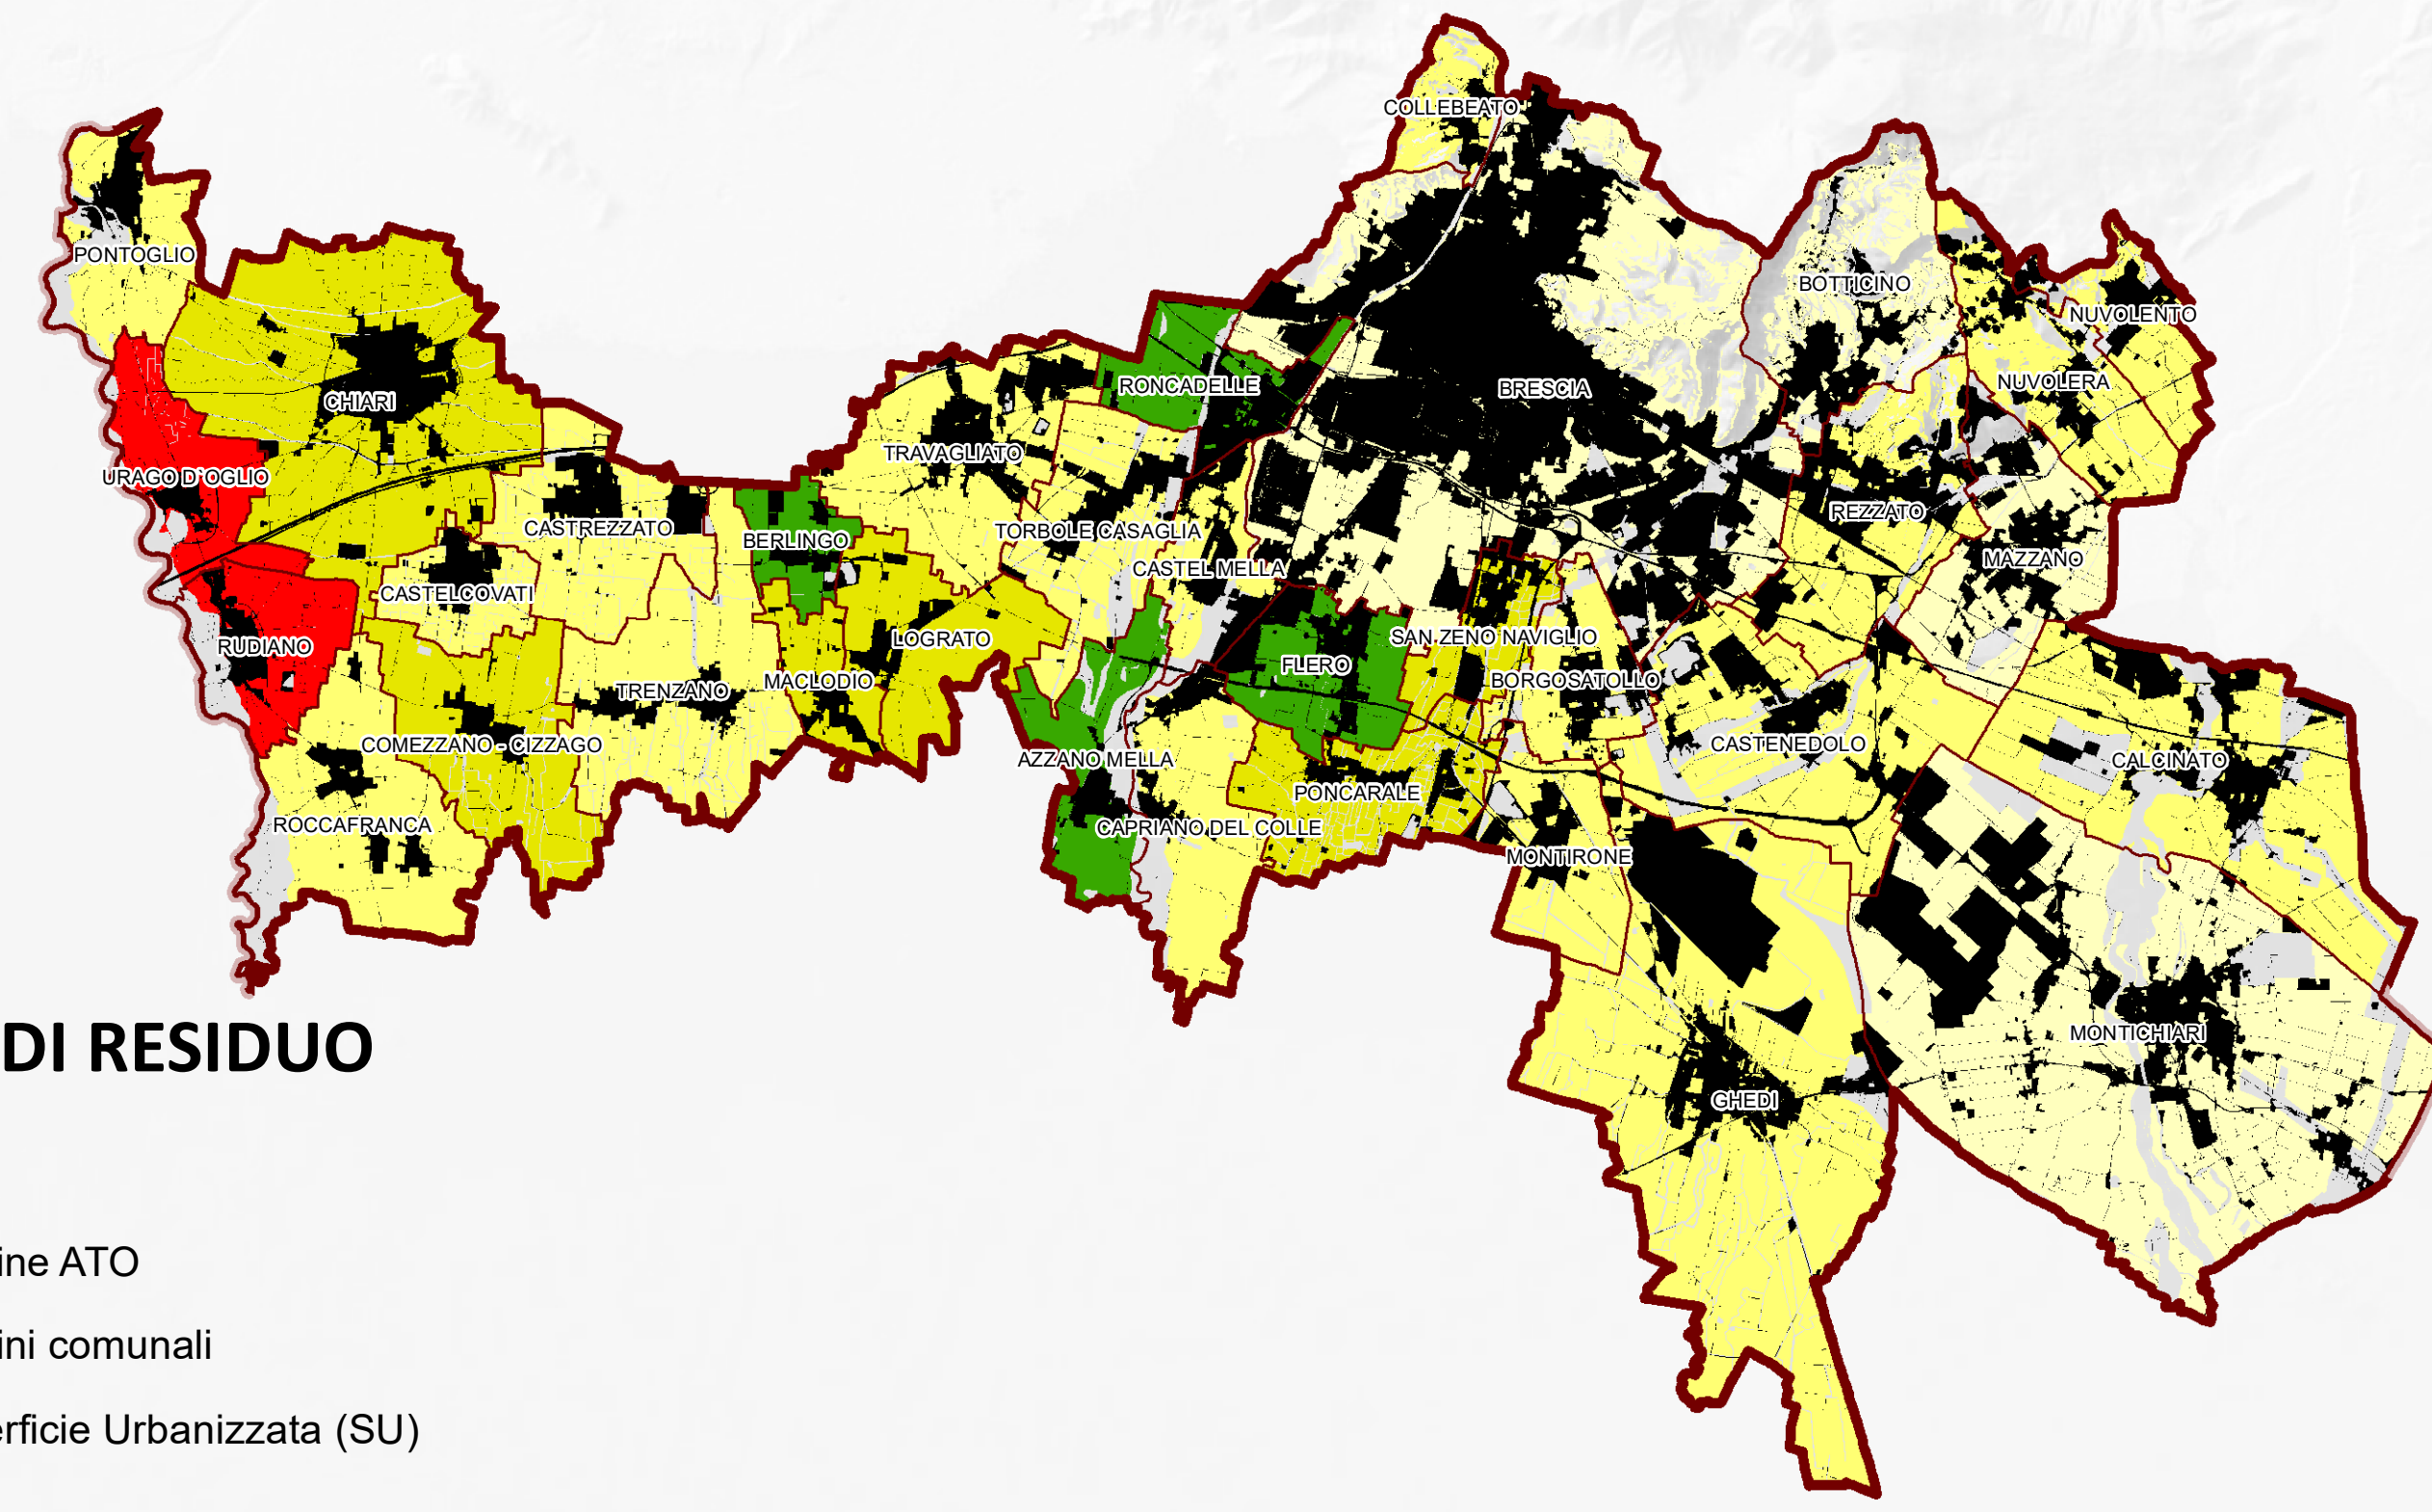 COLLEBEATO
PONTOGLIO
BOTTICINO
NUVOLENTO
NUVOLERA
RONCADELLE
BRESCIA
CHIARI
TRAVAGLIATO
URAGO D`OGLIO
REZZATO
CASTREZZATO
TORBOLE CASAGLIA
BERLINGO
MAZZANO
CASTEL MELLA
CASTELCOVATI
SAN ZENO NAVIGLIO
LOGRATO
RUDIANO
FLERO
MACLODIO
BORGOSATOLLO
TRENZANO
COMEZZANO - CIZZAGO
CASTENEDOLO
AZZANO MELLA
CALCINATO
PONCARALE
ROCCAFRANCA
CAPRIANO DEL COLLE
MONTIRONE
MONTICHIARI
DI RESIDUO
GHEDI
ine ATO
ini comunali
erficie Urbanizzata (SU)